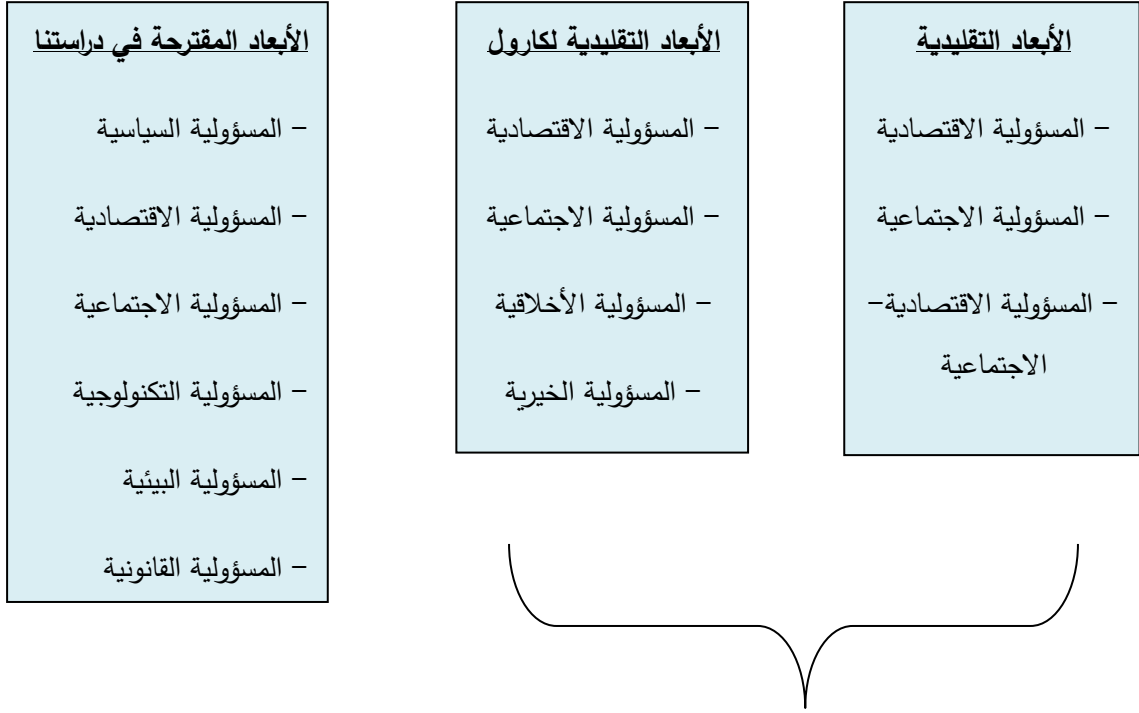 الأبعاد التقليدية
– المسؤولية الاقتصادية
– المسؤولية الاجتماعية
– المسؤولية الاقتصادية–
الاجتماعية
الأبعاد التقليدية لكارول
– المسؤولية الاقتصادية
– المسؤولية الاجتماعية
– المسؤولية الأخلاقية
– المسؤولية الخيرية
الأبعاد المقترحة في دراستنا
– المسؤولية السياسية
– المسؤولية الاقتصادية
– المسؤولية الاجتماعية
– المسؤولية التكنولوجية
– المسؤولية البيئية
– المسؤولية القانونية